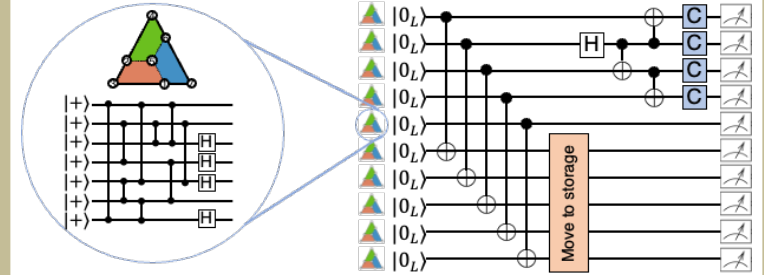 |0_L⟩
|0_L⟩ H
|0_L⟩
|0_L⟩
|0_L⟩
|0_L⟩
|0_L⟩
|0_L⟩
|0_L⟩
|0_L⟩
C
C
C
C
Move to storage
|+⟩
|+⟩
|+⟩ H
|+⟩ H
|+⟩ H
|+⟩
|+⟩ H